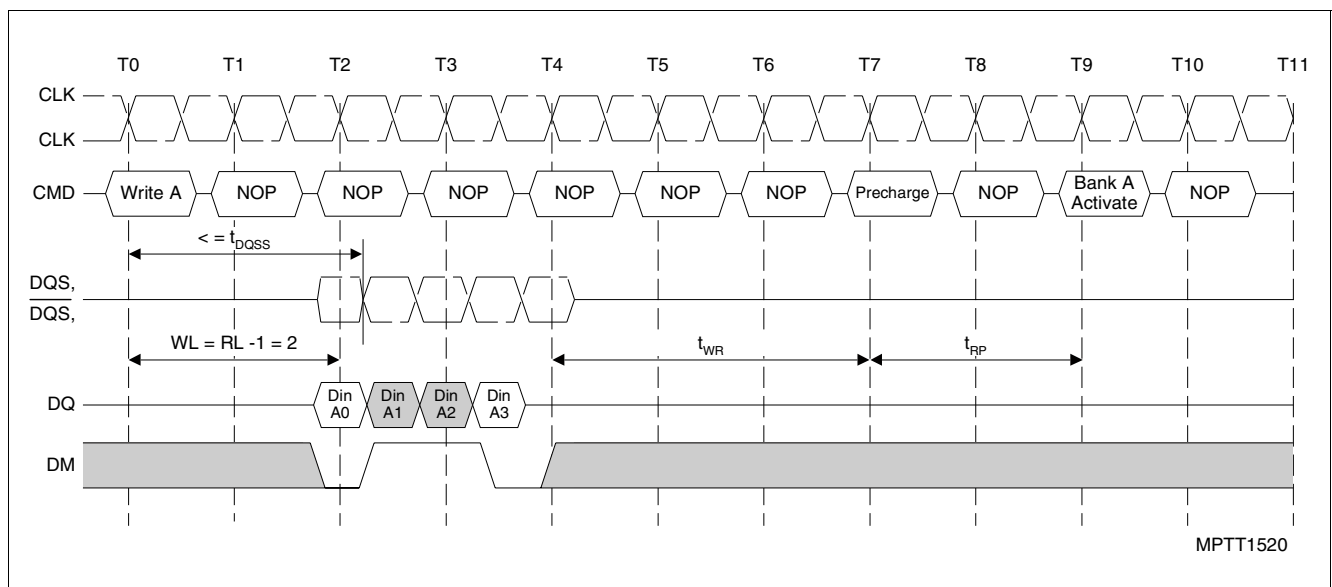 T0 T1 T2 T3 T4 T5 T6 T7 T8 T9 T10 T11
CLK
CLK
CMD Write A NOP NOP NOP NOP NOP NOP Precharge NOP Bank A Activate NOP
< = tDQSS
DQS,
DQS,
WL = RL -1 = 2 tWR tRP
DQ Din A0 Din A1 Din A2 Din A3
DM
MPTT1520